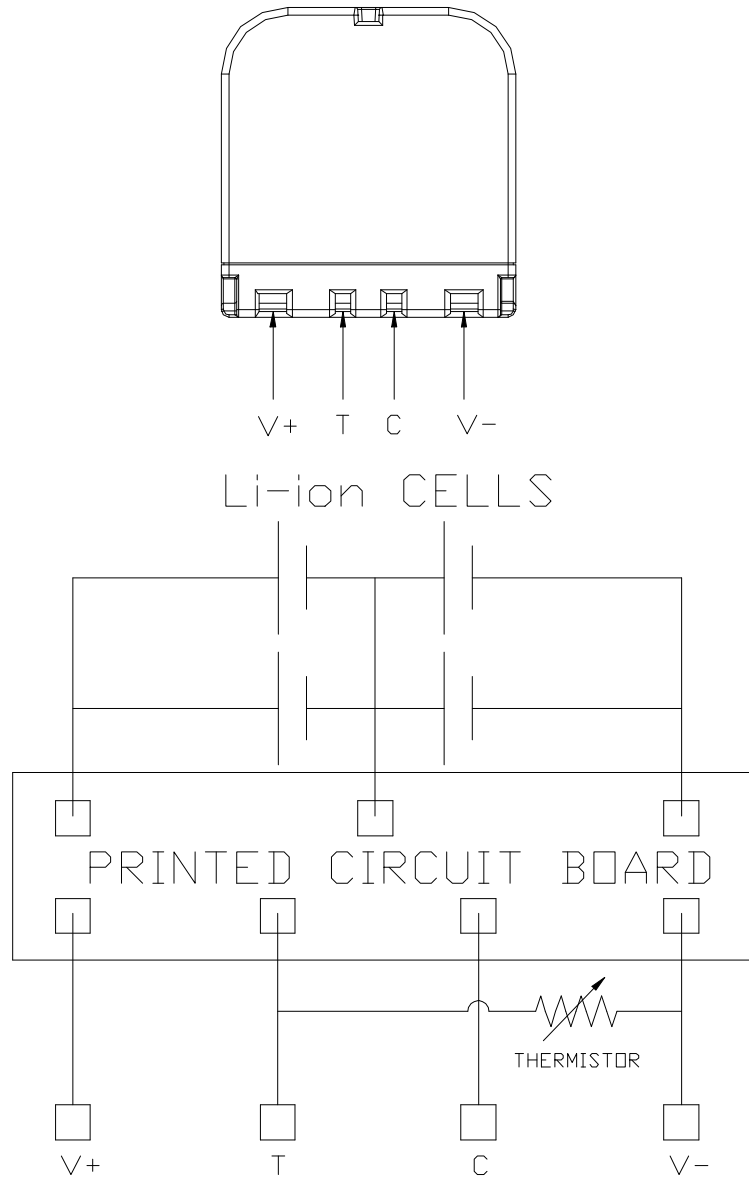 V+ T C V-
Li-ion CELLS
PRINTED CIRCUIT BOARD
THERMISTOR
V+ T C V-